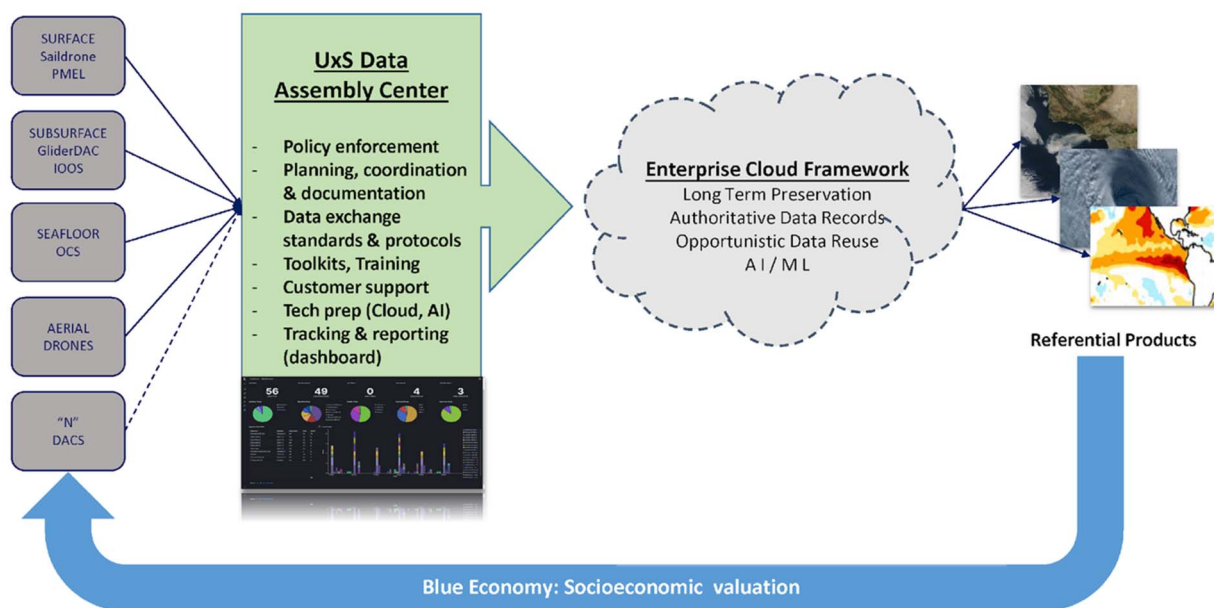 SURFACE
Saildrone
PMEL
SUBSURFACE
GliderDAC
IOOS
SEAFLOOR
OCS
AERIAL
DRONES
“N”
DACS
UxS Data
Assembly Center
- Policy enforcement
- Planning, coordination
& documentation
- Data exchange
standards & protocols
- Toolkits, Training
- Customer support
- Tech prep (Cloud, AI)
- Tracking & reporting
(dashboard)
56 49 0 4 3
Enterprise Cloud Framework
Long Term Preservation
Authoritative Data Records
Opportunistic Data Reuse
AI/ML
Referential Products
Blue Economy: Socioeconomic valuation